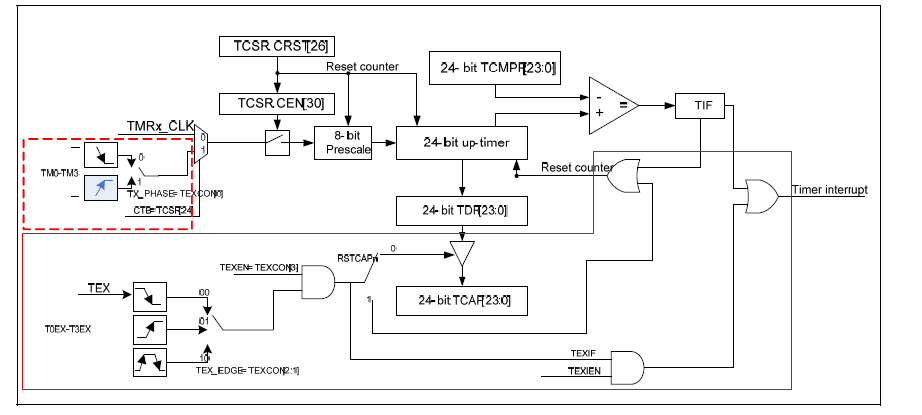 TCSR.CRST[26]
Reset counter
24- bit TCMPR[23:0]
TCSR.CEN[30]
-
+
=
TIF
TMRx_CLK
0
1
8- bit
Prescale
24-bit up-timer
TM0-TM3
0
1
TX_PHASE=TEXCON[0]
CTB=TCSR[24
Reset counter
Timer interrupt
24-bit TDR[23:0]
RSTCAPn
0
TEXEN=TEXCON[3]
1
24-bit TCAP[23:0]
TEX
00
01
T0EX-T3EX
10
TEX_EDGE=TEXCON[2:1]
TEXIF
TEXIEN